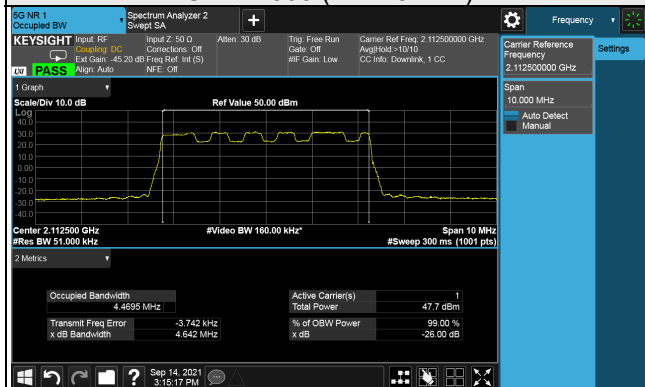 5G NR 1
Occupied BW
Spectrum Analyzer 2
Swept SA
Frequency
KEYSIGHT
Input: RF
Coupling: DC
Ext Gain: -45.20 dB
Align: Auto
Input Z: 50 Ω
Corrections: Off
Freq Ref: Int (S)
NFE: Off
Atten: 30 dB
Trig: Free Run
Gate: Off
#IF Gain: Low
Carrier Ref Freq: 2.112500000 GHz
Avg|Hold:>10/10
CC Info: Downlink, 1 CC
LXI
PASS
Carrier Reference
Frequency
2.112500000 GHz
Settings
Span
10.000 MHz
Auto Detect
Manual
1 Graph
Scale/Div 10.0 dB
Ref Value 50.00 dBm
Log
40.0
30.0
20.0
10.0
0.00
-10.0
-20.0
-30.0
-40.0
Center 2.112500 GHz
#Video BW 160.00 kHz*
Span 10 MHz
#Res BW 51.000 kHz
#Sweep 300 ms (1001 pts)
2 Metrics
Occupied Bandwidth
4.4695 MHz
Active Carrier(s) 1
Total Power 47.7 dBm
Transmit Freq Error -3.742 kHz
% of OBW Power 99.00 %
x dB Bandwidth 4.642 MHz
x dB -26.00 dB
?
Sep 14, 2021
3:15:17 PM